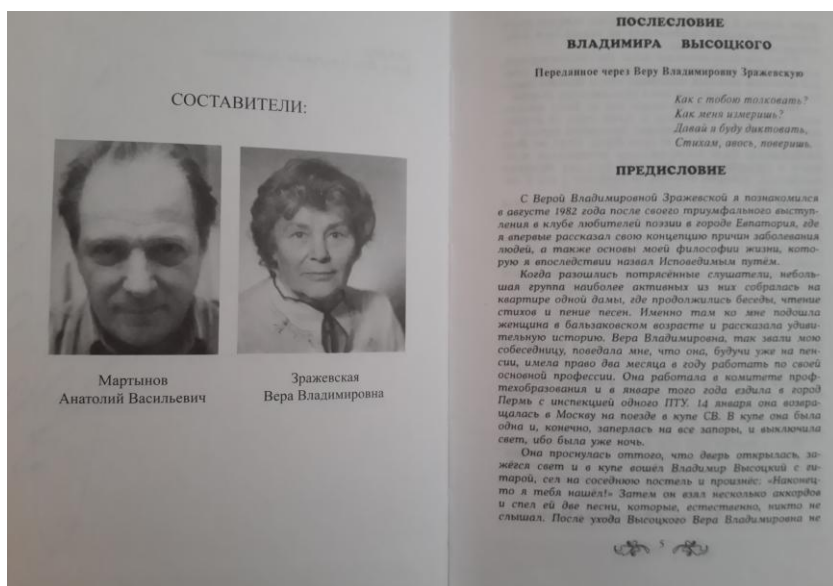 СОСТАВИТЕЛИ:
Мартынов
Анатолий Васильевич
Зражевская
Вера Владимировна
ПОСЛЕСЛОВИЕ
ВЛАДИМИРА ВЫСОЦКОГО
Переданное через Веру Владимировну Зражевскую
Как с тобою толковать?
Как меня измеришь?
Давай я буду диктовать,
Стихам, авось, поверишь.
ПРЕДИСЛОВИЕ
С Верой Владимировной Зражевской я познакомился
в августе 1982 года после своего триумфального выступ-
ления в клубе любителей поэзии в городе Евпатория, где
я впервые рассказал свою концепцию причин заболевания
людей, а также основы моей философии жизни, кото-
рую я впоследствии назвал Исповедимым путём.
Когда разошлись потрясённые слушатели, неболь-
шая группа наиболее активных из них собралась на
квартире одной дамы, где продолжились беседы, чтение
стихов и пение песен. Именно там ко мне подошла
женщина в бальзаковском возрасте и рассказала удиви-
тельную историю. Вера Владимировна, так звали мою
собеседницу, поведала мне, что она, будучи уже на пен-
сии, имела право два месяца в году работать по своей
основной профессии. Она работала в комитете проф-
техобразования и в январе того года ездила в город
Пермь с инспекцией одного ПТУ. 14 января она возвра-
щалась в Москву на поезде в купе СВ. В купе она была
одна и, конечно, заперлась на все запоры, и выключила
свет, ибо была уже ночь.
Она проснулась оттого, что дверь открылась, за-
жёгся свет и в купе вошёл Владимир Высоцкий с ги-
тарой, сел на соседнюю постель и произнёс: «Наконец-
то я тебя нашёл!» Затем он взял несколько аккордов
и спел ей две песни, которые, естественно, никто не
слышал. После ухода Высоцкого Вера Владимировна не
5